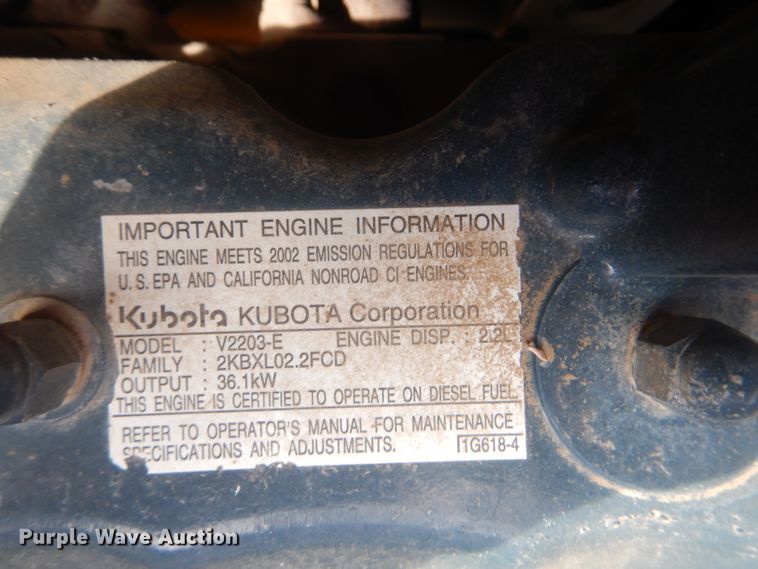 IMPORTANT ENGINE INFORMATION
THIS ENGINE MEETS 2002 EMISSION REGULATIONS FOR
U.S. EPA AND CALIFORNIA NONROAD CI ENGINES.
Kubota KUBOTA Corporation
MODEL : V2203-E ENGINE DISP. : 2.2L
FAMILY : 2KBXL02.2FCD
OUTPUT : 36.1kW
THIS ENGINE IS CERTIFIED TO OPERATE ON DIESEL FUEL.
REFER TO OPERATOR'S MANUAL FOR MAINTENANCE
SPECIFICATIONS AND ADJUSTMENTS. 1G618-4
Purple Wave Auction